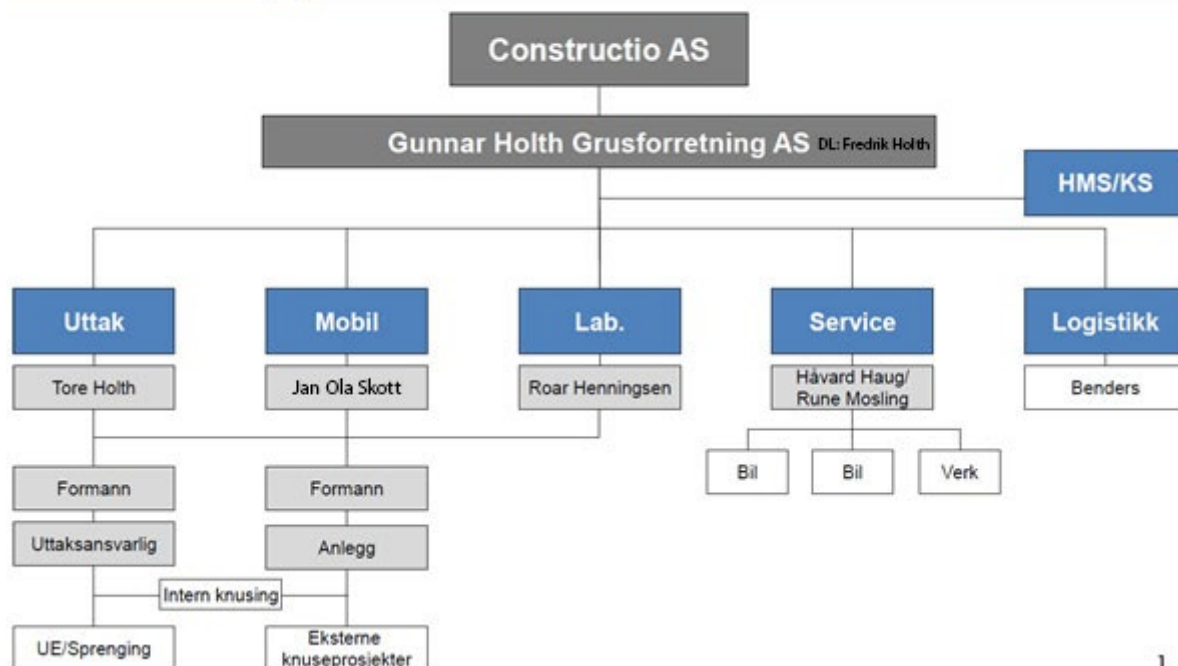 Constructio AS
Gunnar Holth Grusforretning AS DL: Fredrik Holth
HMS/KS
Uttak
Mobil
Lab.
Service
Logistikk
Tore Holth
Jan Ola Skott
Roar Henningsen
Håvard Haug/
Rune Mosling
Benders
Formann
Formann
Bil
Bil
Verk
Uttaksansvarlig
Anlegg
Intern knusing
UE/Sprenging
Eksterne
knuseprosjekter
1